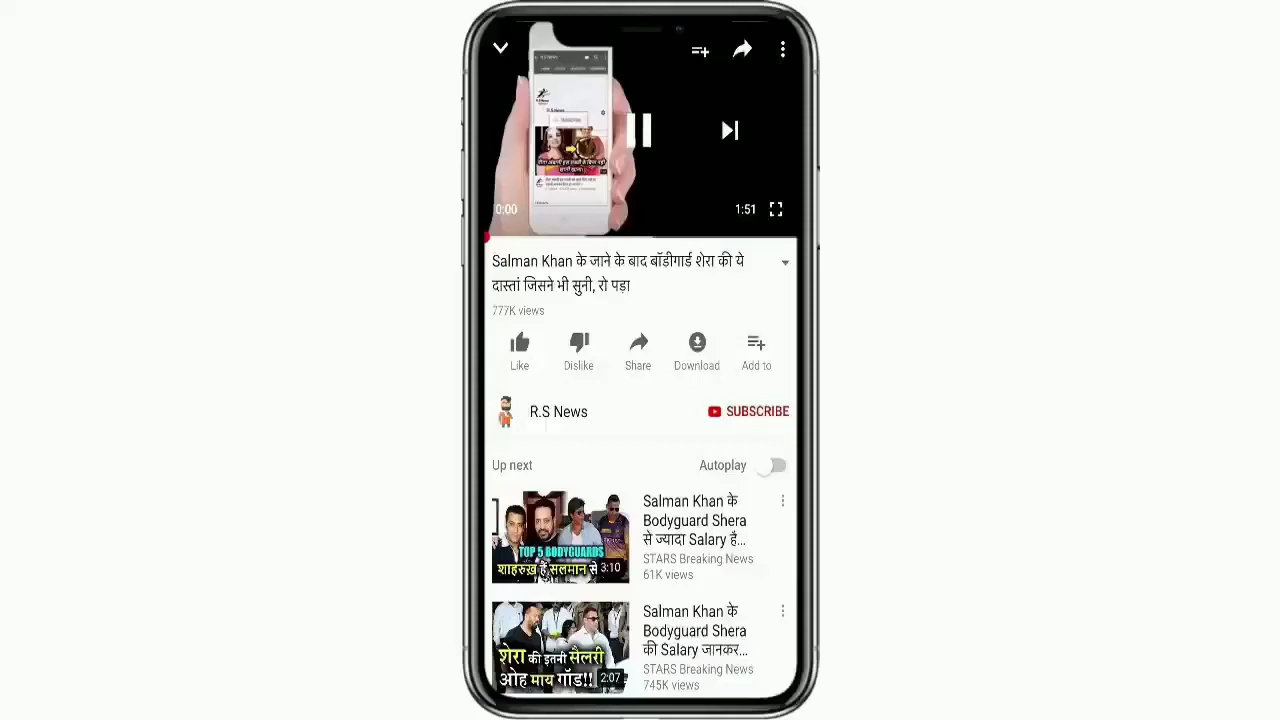 R.S News
0:00
1:51
Salman Khan के जाने के बाद बॉडीगार्ड शेरा की ये
दास्तां जिसने भी सुनी, रो पड़ा
777K views
Like Dislike Share Download Add to
R.S News
SUBSCRIBE
Up next
Autoplay
TOP 5 BODYGUARDS
शाहरुख़ हैं सलमान से
3:10
Salman Khan के
Bodyguard Shera
से ज्यादा Salary है...
STARS Breaking News
61K views
शेरा की इतनी सैलरी
ओह माय गॉड!!
2:07
Salman Khan के
Bodyguard Shera
की Salary जानकर...
STARS Breaking News
745K views